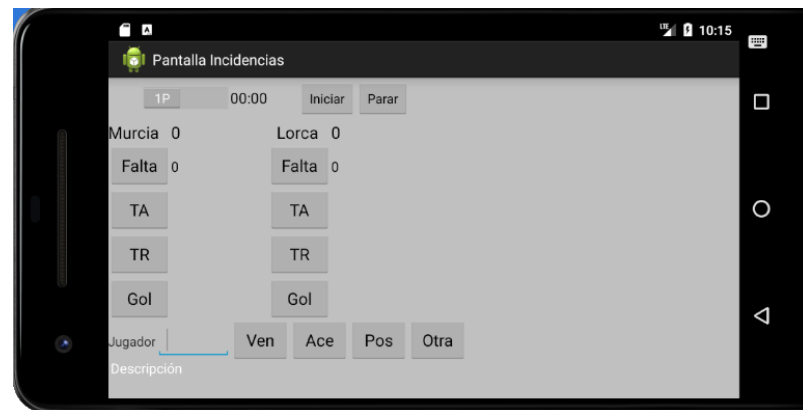 LTE 10:15
Pantalla Incidencias
1P 00:00 Iniciar Parar
Murcia 0 Lorca 0
Falta 0 Falta 0
TA TA
TR TR
Gol Gol
Jugador Ven Ace Pos Otra
Descripción